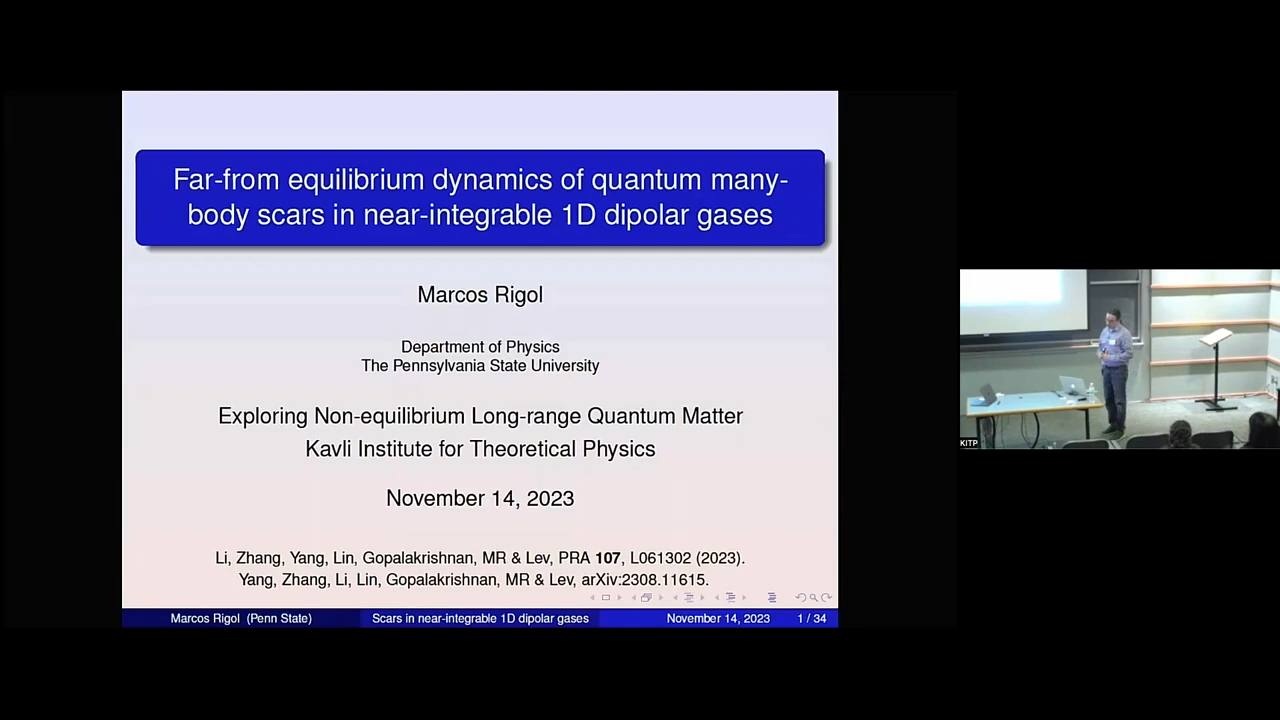 Far-from equilibrium dynamics of quantum many-
body scars in near-integrable 1D dipolar gases
Marcos Rigol
Department of Physics
The Pennsylvania State University
Exploring Non-equilibrium Long-range Quantum Matter
Kavli Institute for Theoretical Physics
November 14, 2023
Li, Zhang, Yang, Lin, Gopalakrishnan, MR & Lev, PRA 107, L061302 (2023).
Yang, Zhang, Li, Lin, Gopalakrishnan, MR & Lev, arXiv:2308.11615.
Marcos Rigol (Penn State) Scars in near-integrable 1D dipolar gases November 14, 2023 1 / 34
KITP